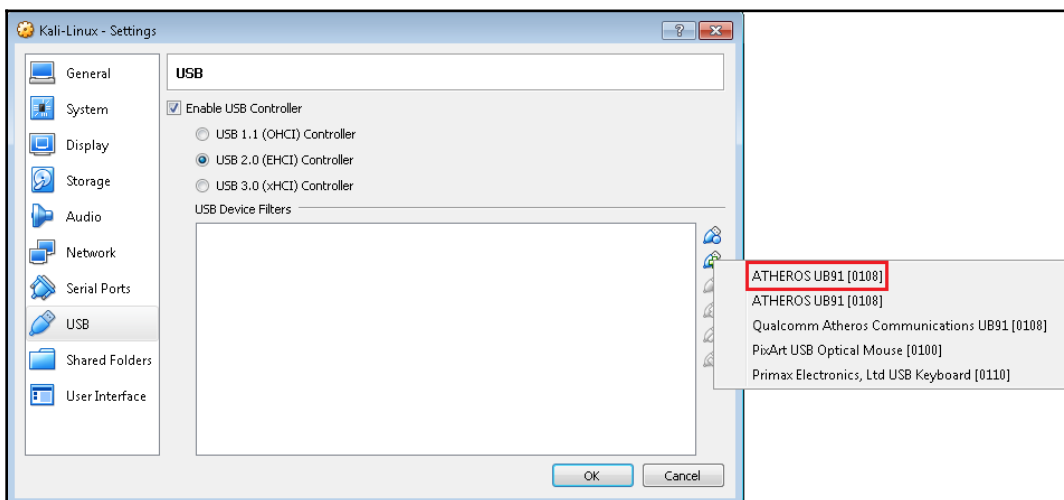 Kali-Linux - Settings
General
System
Display
Storage
Audio
Network
Serial Ports
USB
Shared Folders
User Interface
USB
Enable USB Controller
USB 1.1 (OHCI) Controller
USB 2.0 (EHCI) Controller
USB 3.0 (xHCI) Controller
USB Device Filters
ATHEROS UB91 [0108]
ATHEROS UB91 [0108]
Qualcomm Atheros Communications UB91 [0108]
PixArt USB Optical Mouse [0100]
Primax Electronics, Ltd USB Keyboard [0110]
OK
Cancel